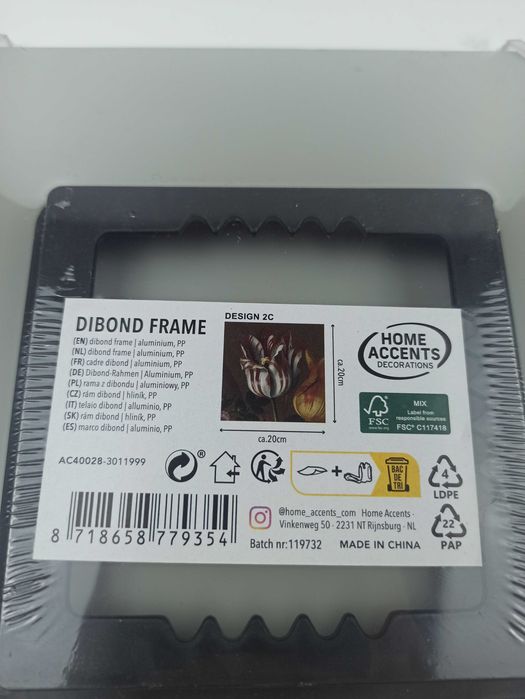 DIBOND FRAME
(EN) dibond frame | aluminium, PP
(NL) dibond frame | aluminium, PP
(FR) cadre dibond | aluminium, PP
(DE) Dibond-Rahmen | Aluminium, PP
(PL) rama z dibondu | aluminiowy, PP
(CZ) rám dibond | hliník, PP
(IT) telaio dibond | alluminio, PP
(SK) rám dibond | hliník, PP
(ES) marco dibond | aluminio, PP
DESIGN 2C
ca.20cm
ca.20cm
HOME
ACCENTS
DECORATIONS
FSC
www.fsc.org
MIX
Label from
responsible sources
FSC® C117418
AC40028-3011999
®
+
BAC
DE
TRI
4
LDPE
22
PAP
8 718658 779354
@home_accents_com Home Accents ·
Vinkenweg 50 · 2231 NT Rijnsburg · NL
Batch nr:119732 MADE IN CHINA